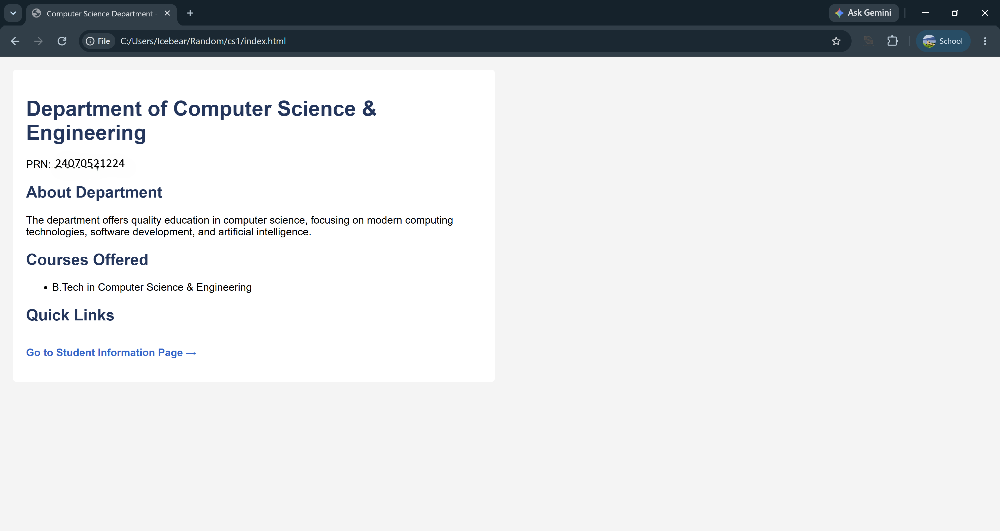 Computer Science Department
Ask Gemini
File
C:/Users/Icebear/Random/cs1/index.html
School
Department of Computer Science &
Engineering
PRN: 24070521224
About Department
The department offers quality education in computer science, focusing on modern computing
technologies, software development, and artificial intelligence.
Courses Offered
• B.Tech in Computer Science & Engineering
Quick Links
Go to Student Information Page →